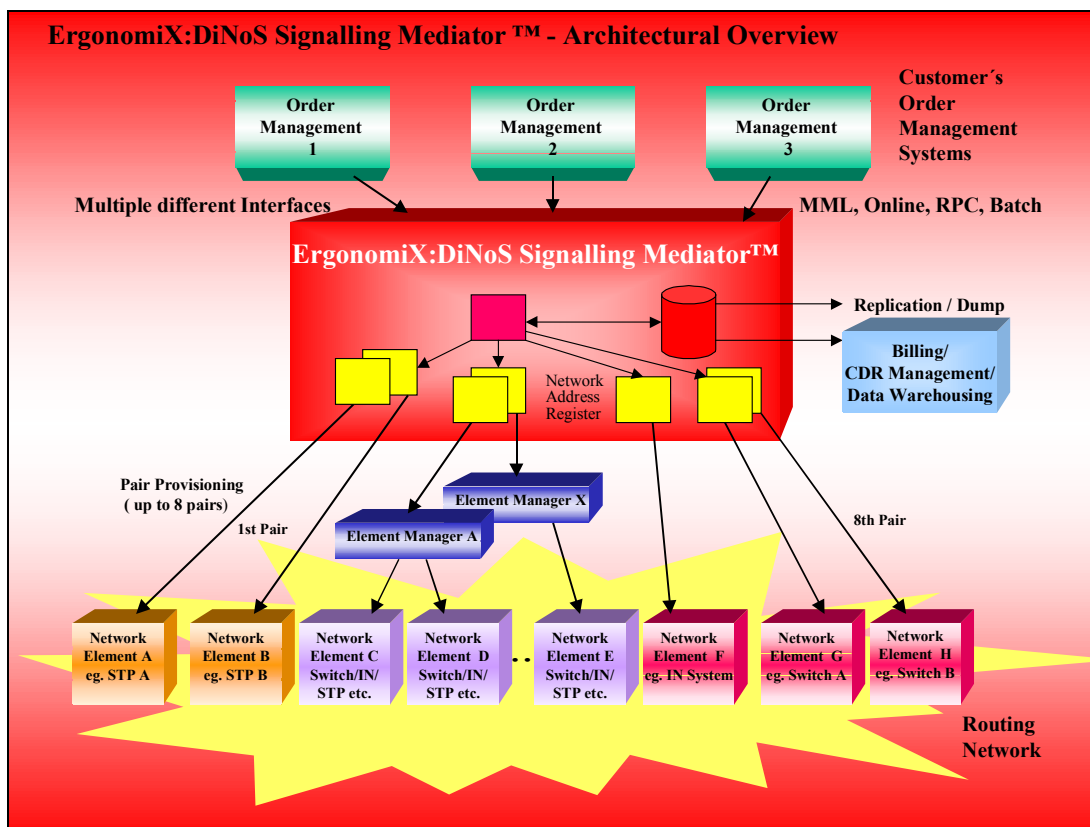 ErgonomiX:DiNoS Signalling Mediator ™ - Architectural Overview
Order
Management
1
Order
Management
2
Order
Management
3
Customer´s
Order
Management
Systems
Multiple different Interfaces
MML, Online, RPC, Batch
ErgonomiX:DiNoS Signalling Mediator™
Replication / Dump
Billing/
CDR Management/
Data Warehousing
Network
Address
Register
Pair Provisioning
( up to 8 pairs)
1st Pair
Element Manager X
Element Manager A
8th Pair
Network
Element A
eg. STP A
Network
Element B
eg. STP B
Network
Element C
Switch/IN/
STP etc.
Network
Element D
Switch/IN/
STP etc.
. .
Network
Element E
Switch/IN/
STP etc.
Network
Element F
eg. IN System
Network
Element G
eg. Switch A
Network
Element H
eg. Switch B
Routing
Network